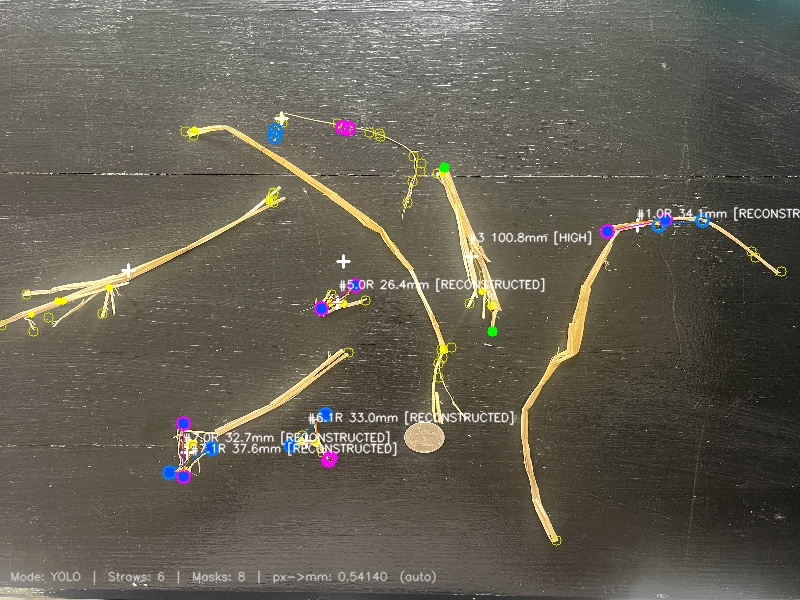 #1.0R 34.1mm [RECONSTR
#3 100.8mm [HIGH]
#5.0R 26.4mm [RECONSTRUCTED]
#6.1R 33.0mm [RECONSTRUCTED]
#7.0R 32.7mm [RECONSTRUCTED]
#7.1R 37.6mm [RECONSTRUCTED]
Mode: YOLO | Straws: 6 | Masks: 8 | px->mm: 0.54140 (auto)